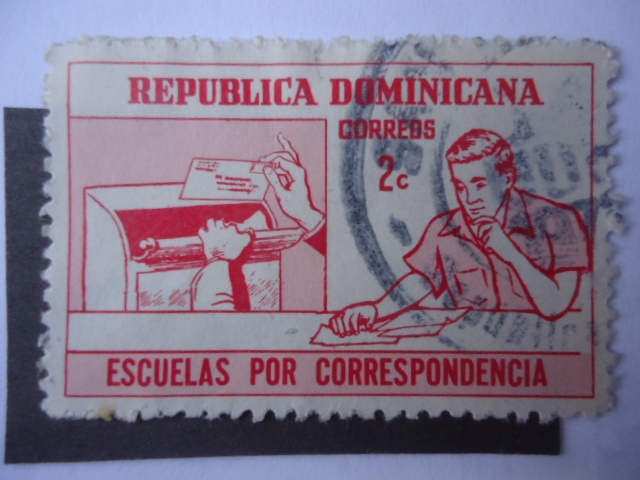 REPUBLICA DOMINICANA
CORREOS
2c
ESCUELAS POR CORRESPONDENCIA